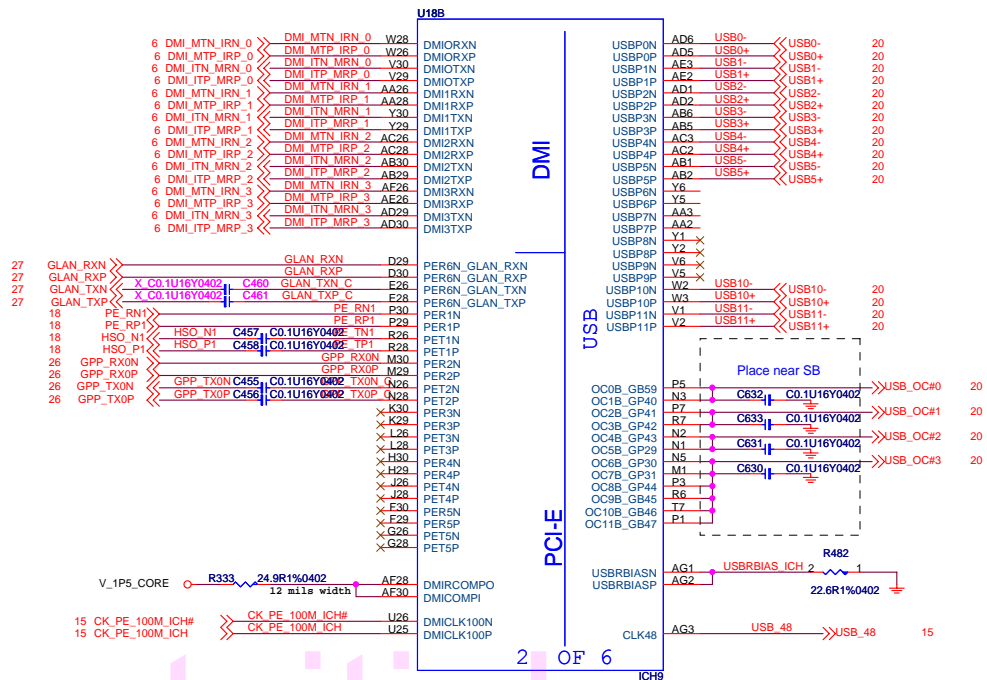 U18B
6 DMI_MTN_IRN_0 DMI_MTN_IRN_0 W28 DMIORXN USBP0N AD6 USB0- USB0- 20
6 DMI_MTP_IRP_0 DMI_MTP_IRP_0 W26 DMIORXP USBP0P AD5 USB0+ USB0+ 20
6 DMI_ITN_MRN_0 DMI_ITN_MRN_0 V30 DMIOTXN USBP1N AE3 USB1- USB1- 20
6 DMI_ITP_MRP_0 DMI_ITP_MRP_0 V29 DMIOTXP USBP1P AE2 USB1+ USB1+ 20
6 DMI_MTN_IRN_1 DMI_MTN_IRN_1 AA26 DMI1RXN USBP2N AD1 USB2- USB2- 20
6 DMI_MTP_IRP_1 DMI_MTP_IRP_1 AA28 DMI1RXP USBP2P AD2 USB2+ USB2+ 20
6 DMI_ITN_MRN_1 DMI_ITN_MRN_1 Y30 DMI1TXN USBP3N AB6 USB3- USB3- 20
6 DMI_ITP_MRP_1 DMI_ITP_MRP_1 Y29 DMI1TXP USBP3P AB5 USB3+ USB3+ 20
6 DMI_MTN_IRN_2 DMI_MTN_IRN_2 AC26 DMI2RXN USBP4N AC3 USB4- USB4- 20
6 DMI_MTP_IRP_2 DMI_MTP_IRP_2 AC28 DMI2RXP USBP4P AC2 USB4+ USB4+ 20
6 DMI_ITN_MRN_2 DMI_ITN_MRN_2 AB30 DMI2TXN USBP5N AB1 USB5- USB5- 20
6 DMI_ITP_MRP_2 DMI_ITP_MRP_2 AB29 DMI2TXP USBP5P AB2 USB5+ USB5+ 20
6 DMI_MTN_IRN_3 DMI_MTN_IRN_3 AF26 DMI3RXN USBP6N Y6
6 DMI_MTP_IRP_3 DMI_MTP_IRP_3 AE26 DMI3RXP USBP6P Y5
6 DMI_ITN_MRN_3 DMI_ITN_MRN_3 AD29 DMI3TXN USBP7N AA3
6 DMI_ITP_MRP_3 DMI_ITP_MRP_3 AD30 DMI3TXP USBP7P AA2
DMI
USBP8N Y1
USBP8P Y2
27 GLAN_RXN GLAN_RXN D29 PER6N_GLAN_RXN USBP9N V6
27 GLAN_RXP GLAN_RXP D30 PER6N_GLAN_RXP USBP9P V5
27 GLAN_TXN X_C0.1U16Y0402 C460 GLAN_TXN_C E26 PER6N_GLAN_TXN USBP10N W2 USB10- USB10- 20
27 GLAN_TXP X_C0.1U16Y0402 C461 GLAN_TXP_C E28 PER6N_GLAN_TXP USBP10P W3 USB10+ USB10+ 20
18 PE_RN1 P30 PER1N USBP11N V1 USB11- USB11- 20
18 PE_RP1 P29 PER1P USBP11P V2 USB11+ USB11+ 20
USB
18 HSO_N1 HSO_N1 C457 C0.1U16Y0402 PE_TN1 R26 PET1N
18 HSO_P1 HSO_P1 C458 C0.1U16Y0402 PE_TP1 R28 PET1P
26 GPP_RX0N GPP_RX0N M30 PER2N
26 GPP_RX0P GPP_RX0P M29 PER2P Place near SB
26 GPP_TX0N GPP_TX0N C455 C0.1U16Y0402 GPP_TX0N_C N26 PET2N OC0B_GB59 P5 USB_OC#0 20
26 GPP_TX0P GPP_TX0P C456 C0.1U16Y0402 GPP_TX0P_C N28 PET2P OC1B_GP40 N3 C632 C0.1U16Y0402
K30 PER3N OC2B_GP41 P7 USB_OC#1 20
K29 PER3P OC3B_GP42 R7 C633 C0.1U16Y0402
L26 PET3N OC4B_GP43 N2 USB_OC#2 20
L28 PET3P OC5B_GP29 N1 C631 C0.1U16Y0402
H30 PER4N OC6B_GP30 N5 USB_OC#3 20
H29 PER4P OC7B_GP31 M1 C630 C0.1U16Y0402
J26 PET4N OC8B_GP44 P3
J28 PET4P OC9B_GB45 R6
F30 PER5N OC10B_GB46 T7
F29 PER5P OC11B_GB47 P1
G26 PET5N
G28 PET5P
PCI-E
V_1P5_CORE R333 24.9R1%0402 AF28 DMIRCOMPO USBRBIASN AG1 USBRBIAS_ICH 2 R482 1
12 mils width AF30 DMICOMPI USBRBIASP AG2 22.6R1%0402
15 CK_PE_100M_ICH# CK_PE_100M_ICH# U26 DMICLK100N
15 CK_PE_100M_ICH CK_PE_100M_ICH U25 DMICLK100P CLK48 AG3 USB_48 USB_48 15
2 OF 6
ICH9